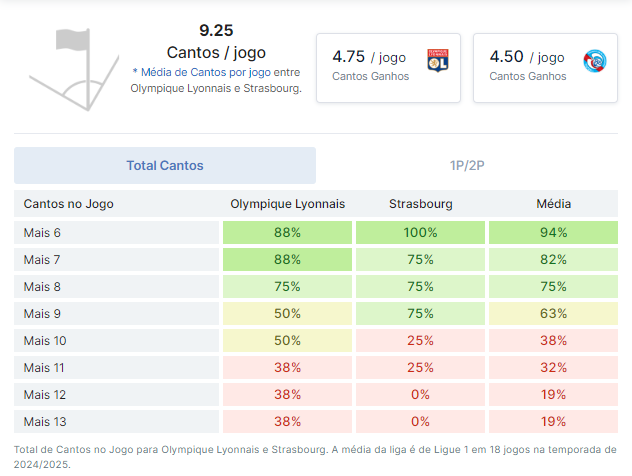 9.25
Cantos / jogo
* Média de Cantos por jogo entre
Olympique Lyonnais e Strasbourg.
4.75 / jogo
Cantos Ganhos
OL
4.50 / jogo
Cantos Ganhos
Total Cantos 1P/2P
Cantos no Jogo Olympique Lyonnais Strasbourg Média
Mais 6 88% 100% 94%
Mais 7 88% 75% 82%
Mais 8 75% 75% 75%
Mais 9 50% 75% 63%
Mais 10 50% 25% 38%
Mais 11 38% 25% 32%
Mais 12 38% 0% 19%
Mais 13 38% 0% 19%
Total de Cantos no Jogo para Olympique Lyonnais e Strasbourg. A média da liga é de Ligue 1 em 18 jogos na temporada de
2024/2025.